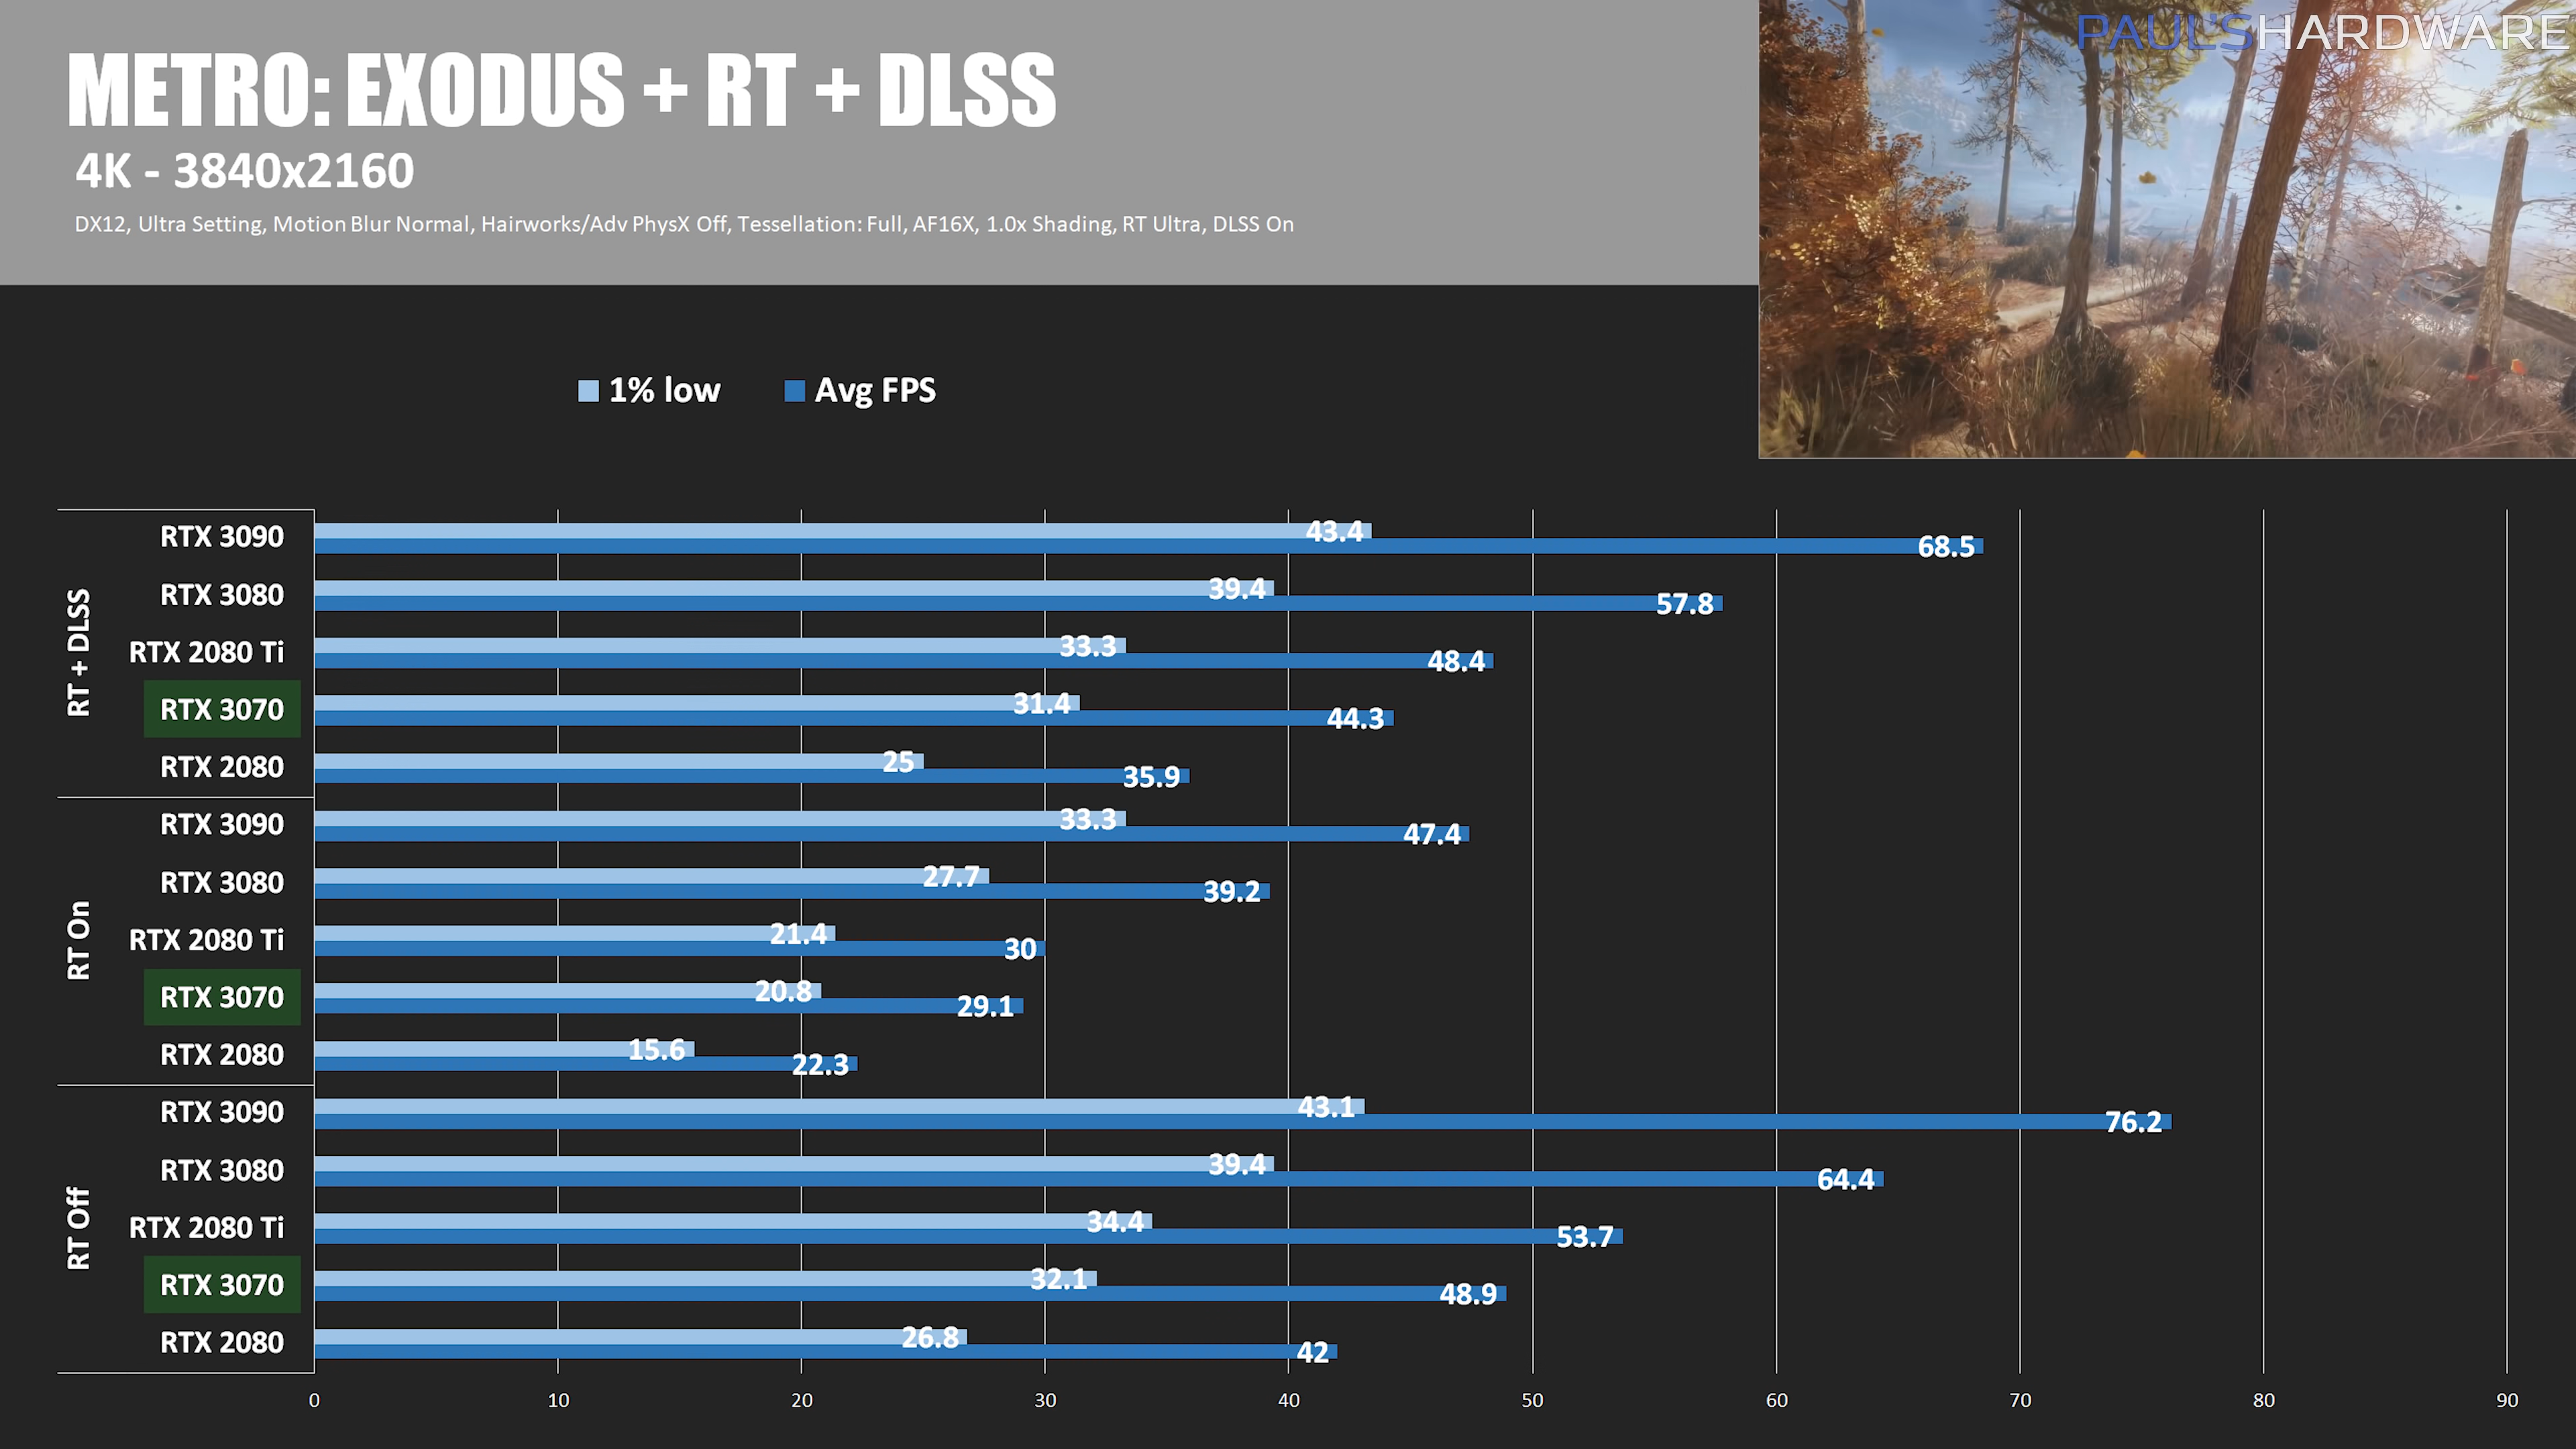 PAUL'SHARDWARE
METRO: EXODUS + RT + DLSS
4K - 3840x2160
DX12, Ultra Setting, Motion Blur Normal, Hairworks/Adv PhysX Off, Tessellation: Full, AF16X, 1.0x Shading, RT Ultra, DLSS On
1% low Avg FPS
RT + DLSS
RTX 3090 43.4 68.5
RTX 3080 39.4 57.8
RTX 2080 Ti 33.3 48.4
RTX 3070 31.4 44.3
RTX 2080 25 35.9
RT On
RTX 3090 33.3 47.4
RTX 3080 27.7 39.2
RTX 2080 Ti 21.4 30
RTX 3070 20.8 29.1
RTX 2080 15.6 22.3
RT Off
RTX 3090 43.1 76.2
RTX 3080 39.4 64.4
RTX 2080 Ti 34.4 53.7
RTX 3070 32.1 48.9
RTX 2080 26.8 42
0 10 20 30 40 50 60 70 80 90